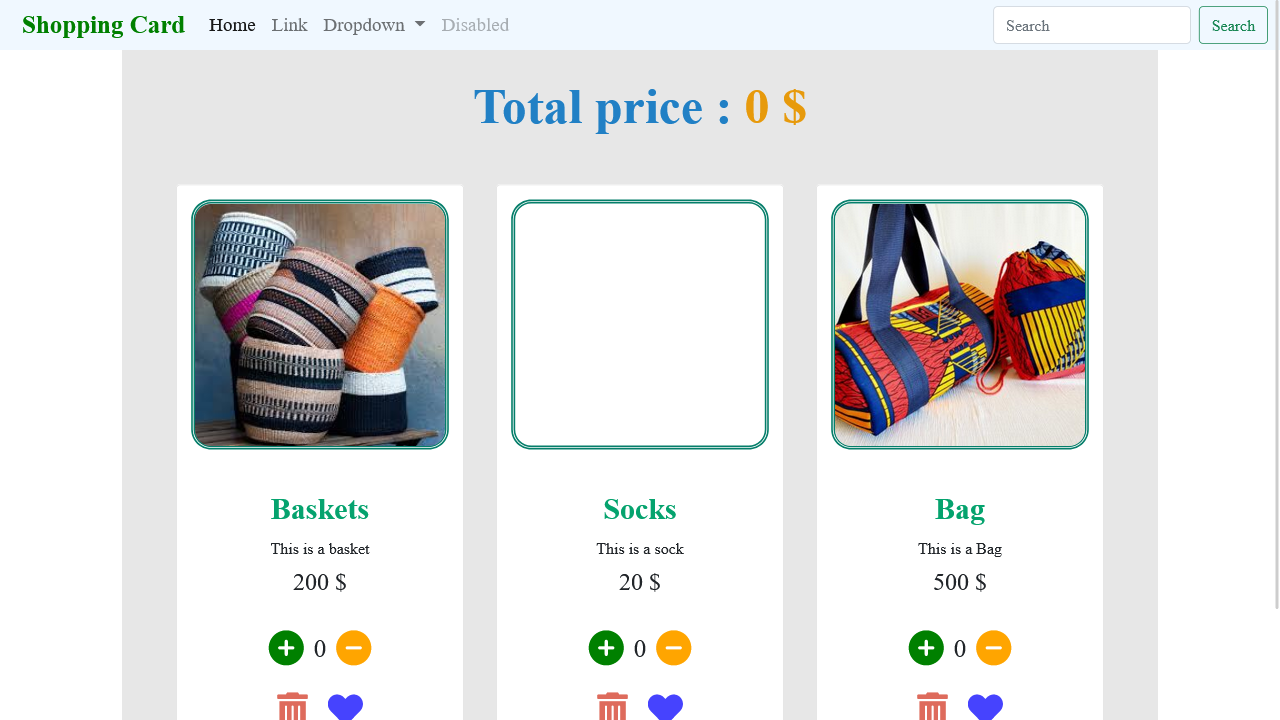 Shopping Card Home Link Dropdown Disabled Search Search
Total price : 0 $
Baskets
This is a basket
200 $
0
Socks
This is a sock
20 $
0
Bag
This is a Bag
500 $
0